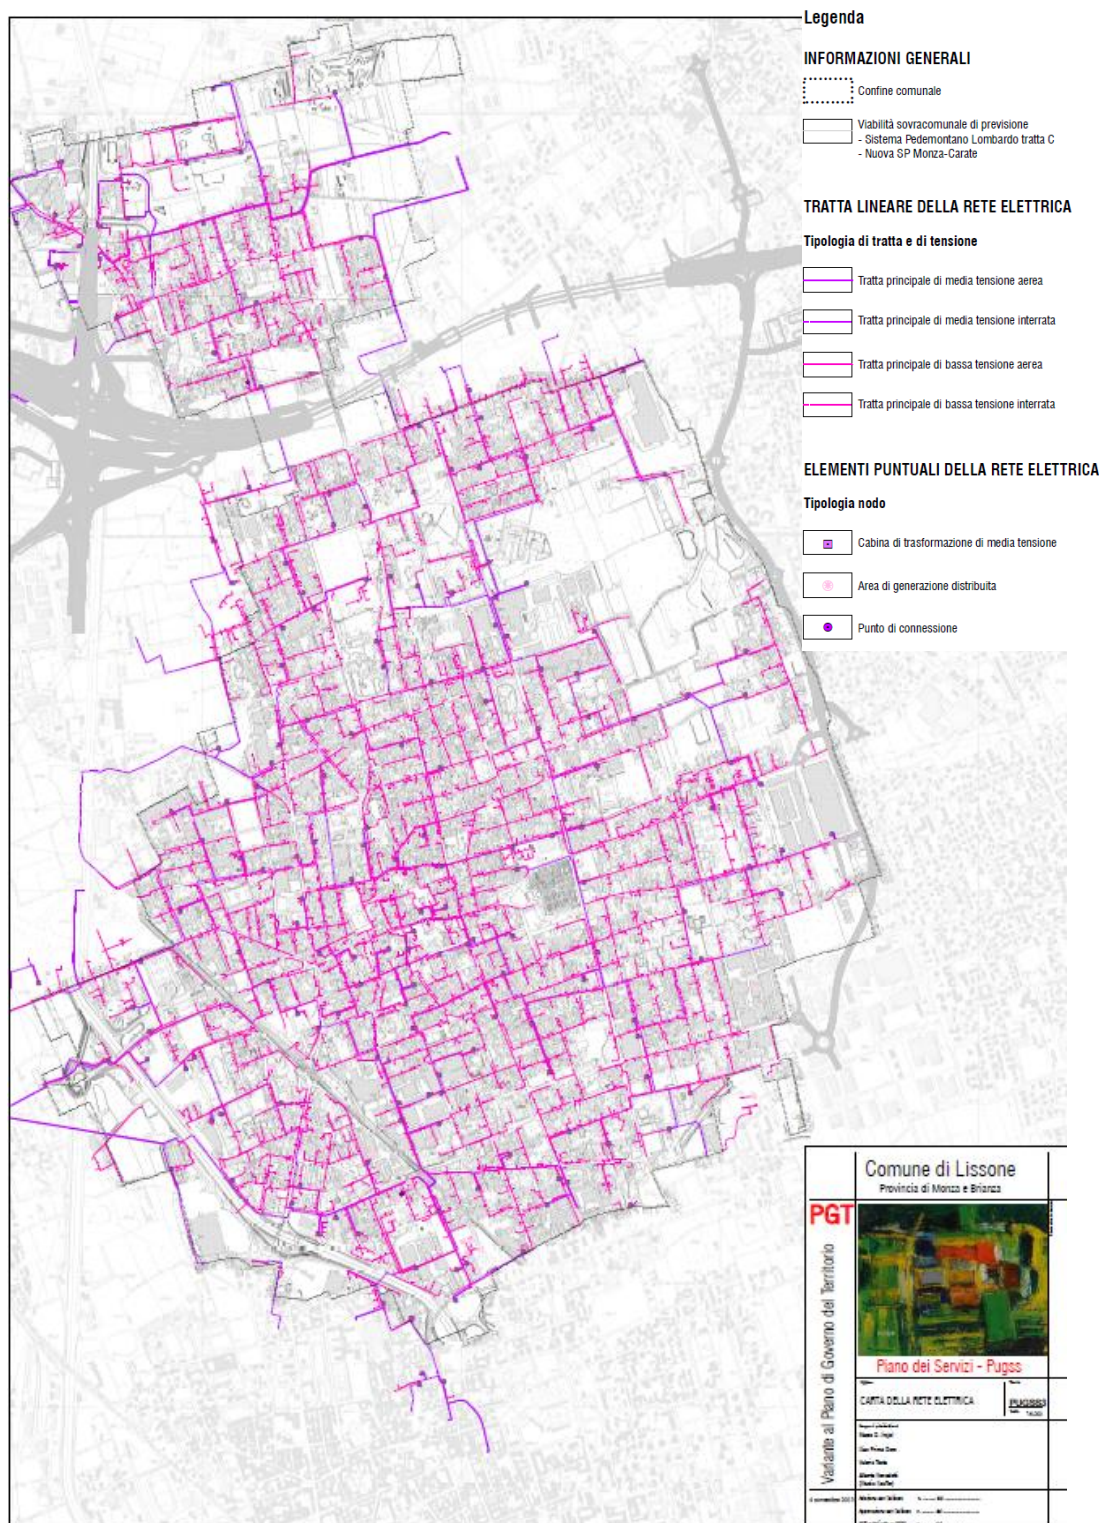 Legenda
INFORMAZIONI GENERALI
Confine comunale
Viabilità sovracomunale di previsione
- Sistema Pedemontano Lombardo tratta C
- Nuova SP Monza-Carate
TRATTA LINEARE DELLA RETE ELETTRICA
Tipologia di tratta e di tensione
Tratta principale di media tensione aerea
Tratta principale di media tensione interrata
Tratta principale di bassa tensione aerea
Tratta principale di bassa tensione interrata
ELEMENTI PUNTUALI DELLA RETE ELETTRICA
Tipologia nodo
Cabina di trasformazione di media tensione
Area di generazione distribuita
Punto di connessione
Comune di Lissone
Provincia di Monza e Brianza
PGT
Variante al Piano di Governo del Territorio
Piano dei Servizi - Pugss
CARTA DELLA RETE ELETTRICA